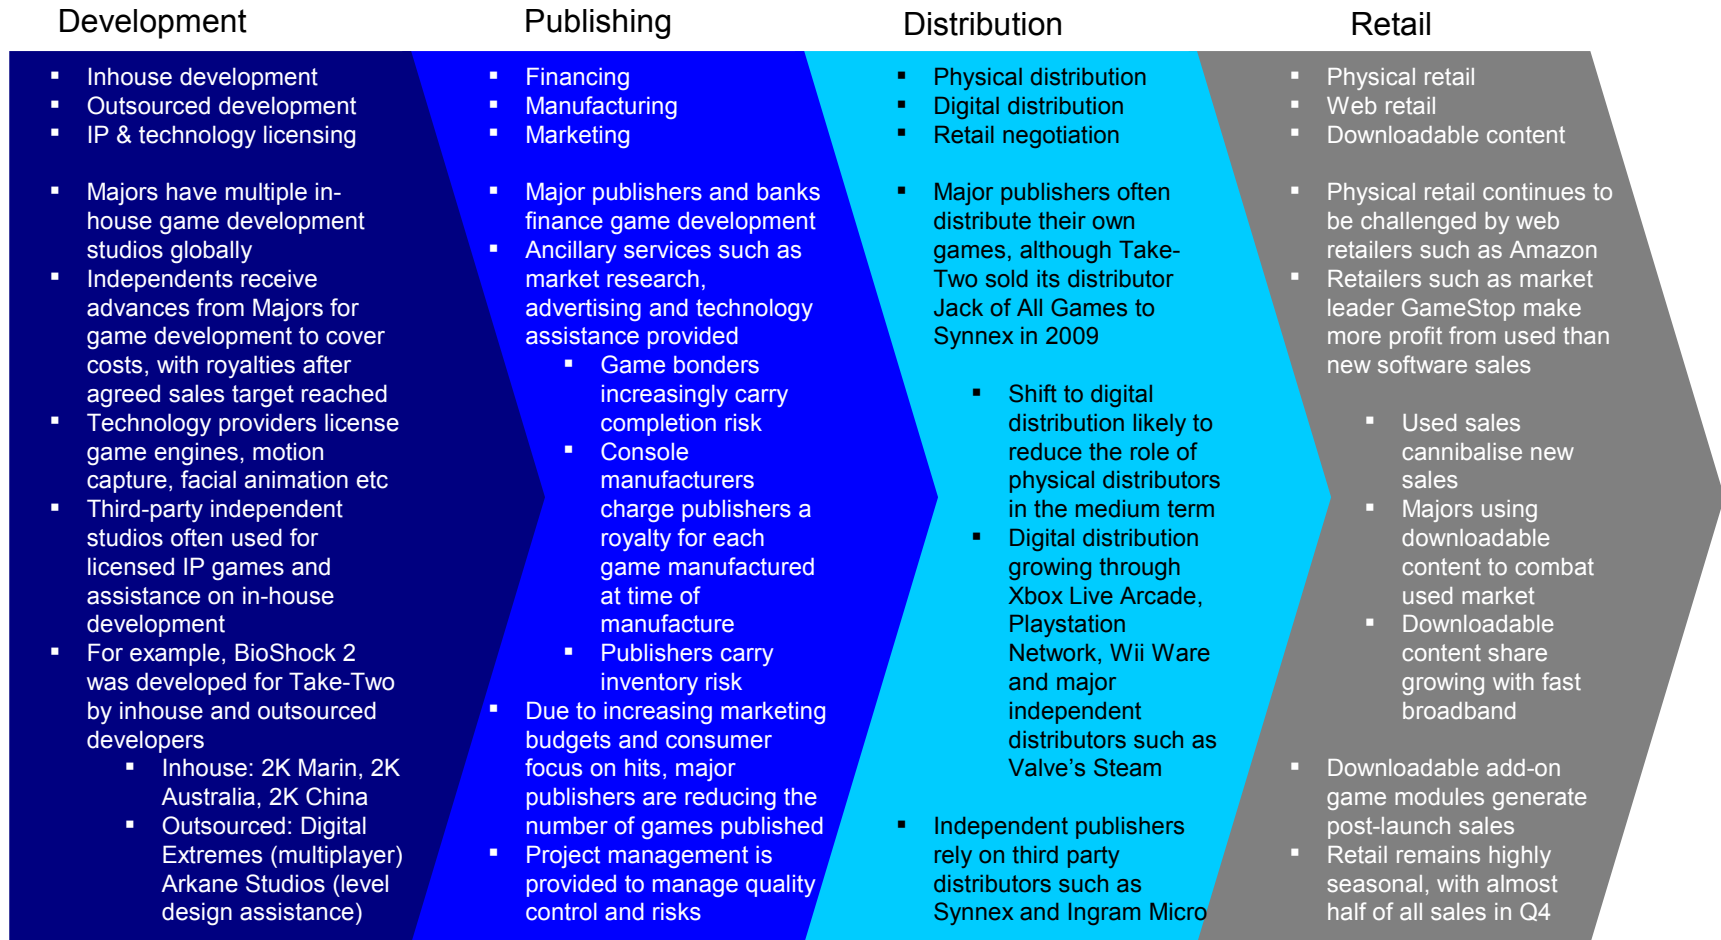 Development
▪ Inhouse development
▪ Outsourced development
▪ IP & technology licensing
▪ Majors have multiple in-
house game development
studios globally
▪ Independents receive
advances from Majors for
game development to cover
costs, with royalties after
agreed sales target reached
▪ Technology providers license
game engines, motion
capture, facial animation etc
▪ Third-party independent
studios often used for
licensed IP games and
assistance on in-house
development
▪ For example, BioShock 2
was developed for Take-Two
by inhouse and outsourced
developers
▪ Inhouse: 2K Marin, 2K
Australia, 2K China
▪ Outsourced: Digital
Extremes (multiplayer)
Arkane Studios (level
design assistance)
Publishing
▪ Financing
▪ Manufacturing
▪ Marketing
▪ Major publishers and banks
finance game development
▪ Ancillary services such as
market research,
advertising and technology
assistance provided
▪ Game bonders
increasingly carry
completion risk
▪ Console
manufacturers
charge publishers a
royalty for each
game manufactured
at time of
manufacture
▪ Publishers carry
inventory risk
▪ Due to increasing marketing
budgets and consumer
focus on hits, major
publishers are reducing the
number of games published
▪ Project management is
provided to manage quality
control and risks
Distribution
▪ Physical distribution
▪ Digital distribution
▪ Retail negotiation
▪ Major publishers often
distribute their own
games, although Take-
Two sold its distributor
Jack of All Games to
Synnex in 2009
▪ Shift to digital
distribution likely to
reduce the role of
physical distributors
in the medium term
▪ Digital distribution
growing through
Xbox Live Arcade,
Playstation
Network, Wii Ware
and major
independent
distributors such as
Valve's Steam
▪ Independent publishers
rely on third party
distributors such as
Synnex and Ingram Micro
Retail
▪ Physical retail
▪ Web retail
▪ Downloadable content
▪ Physical retail continues to
be challenged by web
retailers such as Amazon
▪ Retailers such as market
leader GameStop make
more profit from used than
new software sales
▪ Used sales
cannibalise new
sales
▪ Majors using
downloadable
content to combat
used market
▪ Downloadable
content share
growing with fast
broadband
▪ Downloadable add-on
game modules generate
post-launch sales
▪ Retail remains highly
seasonal, with almost
half of all sales in Q4